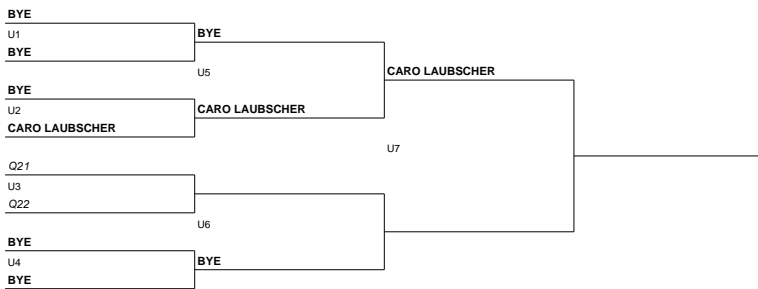 BYE
U1
BYE
BYE
U5
BYE
U2
CARO LAUBSCHER
CARO LAUBSCHER
CARO LAUBSCHER
U7
Q21
U3
Q22
U6
BYE
U4
BYE
BYE